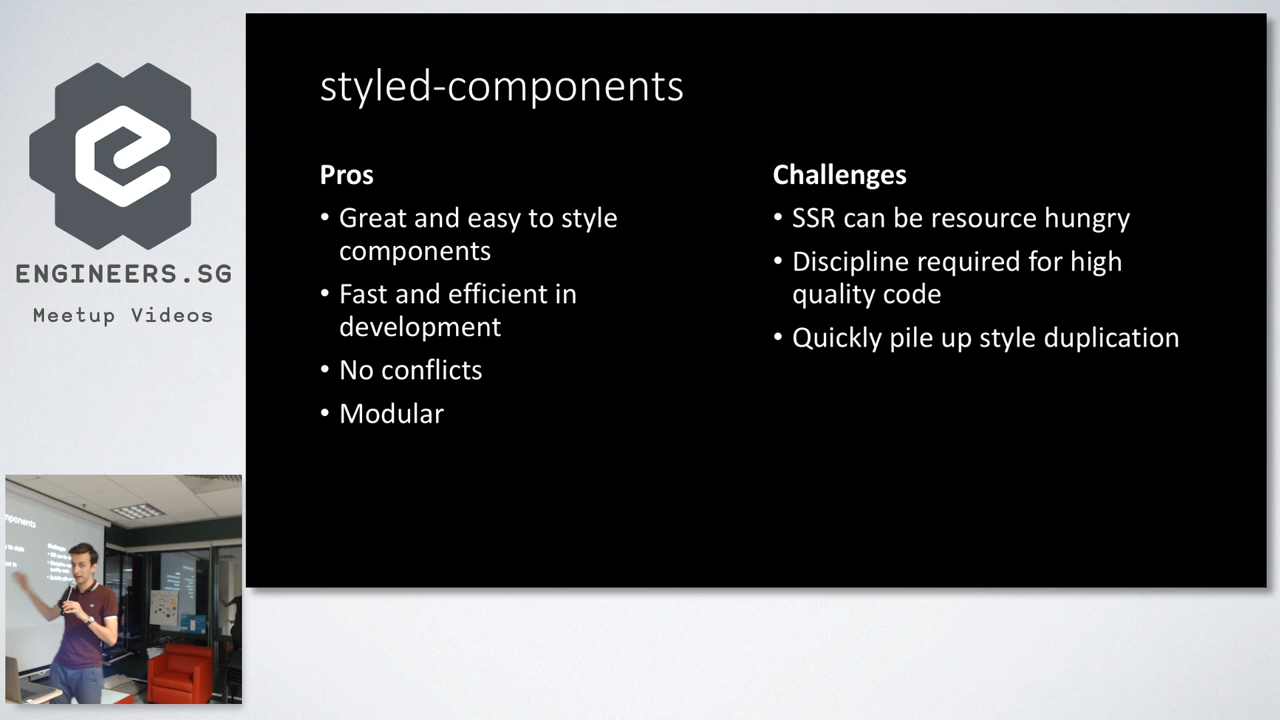 ENGINEERS.SG
Meetup Videos
styled-components
Pros
• Great and easy to style
components
• Fast and efficient in
development
• No conflicts
• Modular
Challenges
• SSR can be resource hungry
• Discipline required for high
quality code
• Quickly pile up style duplication